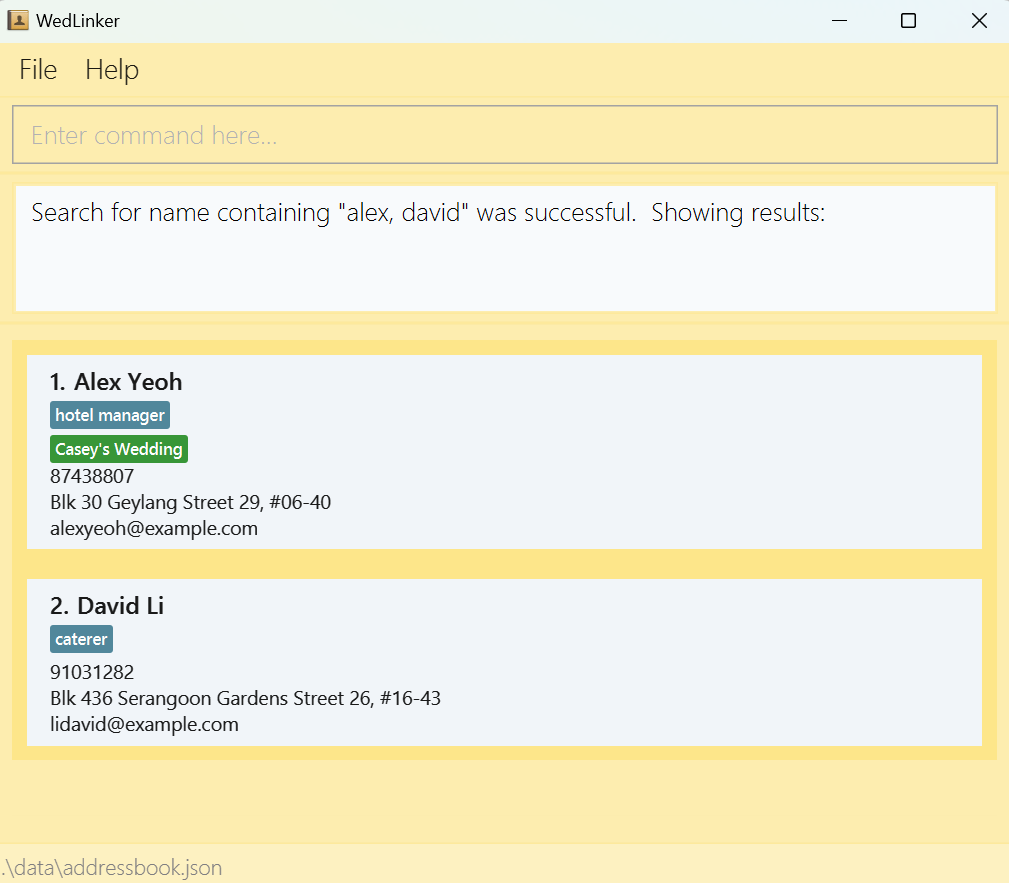 WedLinker
File Help
Enter command here...
Search for name containing "alex, david" was successful.  Showing results:
1. Alex Yeoh
hotel manager
Casey's Wedding
87438807
Blk 30 Geylang Street 29, #06-40
alexyeoh@example.com
2. David Li
caterer
91031282
Blk 436 Serangoon Gardens Street 26, #16-43
lidavid@example.com
.\data\addressbook.json